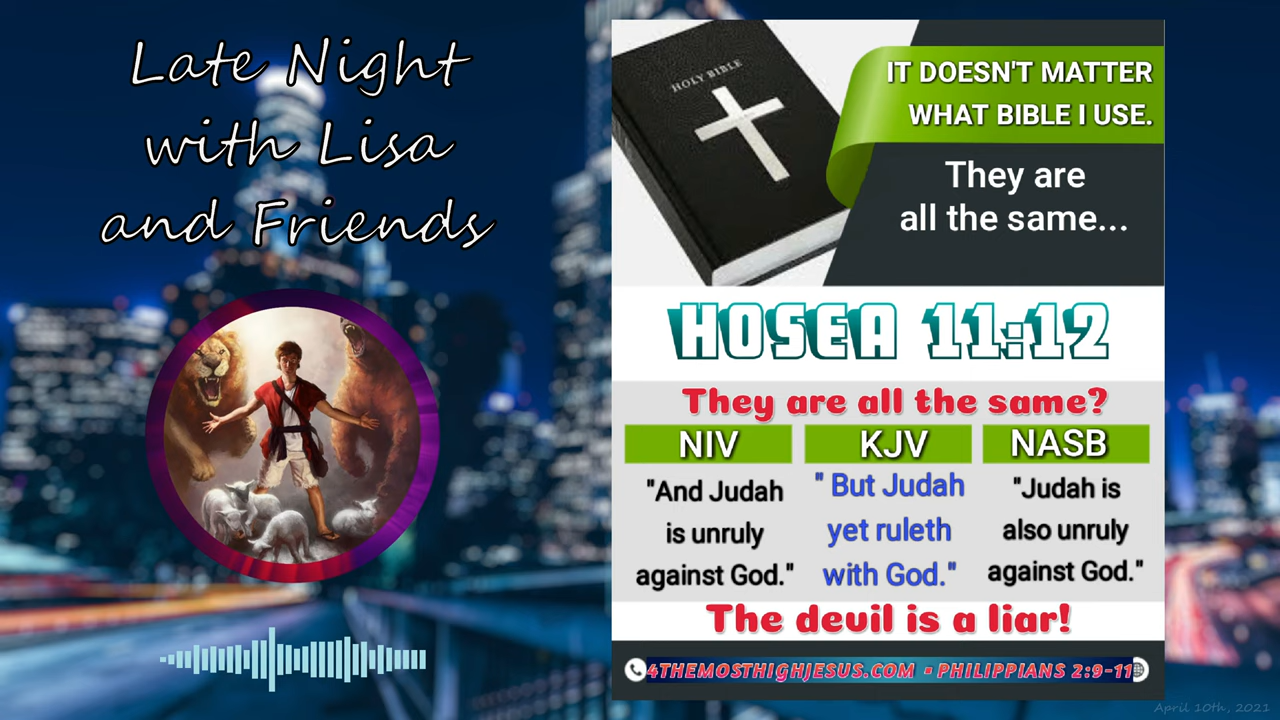 Late Night
with Lisa
and Friends
HOLY BIBLE
IT DOESN'T MATTER
WHAT BIBLE I USE.
They are
all the same...
HOSEA 11:12
They are all the same?
NIV
"And Judah
is unruly
against God."
KJV
" But Judah
yet ruleth
with God."
NASB
"Judah is
also unruly
against God."
The devil is a liar!
4THEMOSTHIGHJESUS.COM ▪ PHILIPPIANS 2:9-11
April 10th, 2021